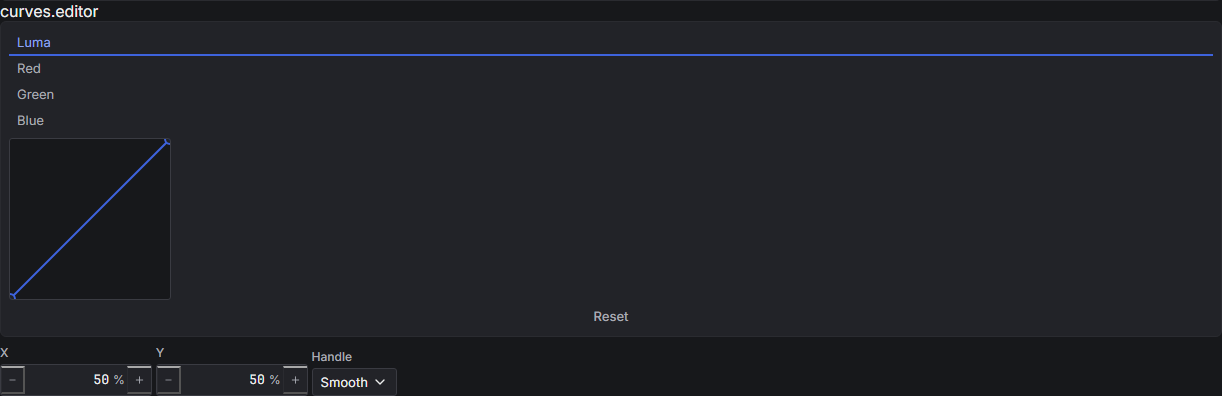 curves.editor
Luma
Red
Green
Blue
Reset
X Y Handle
− 50 % + − 50 % + Smooth